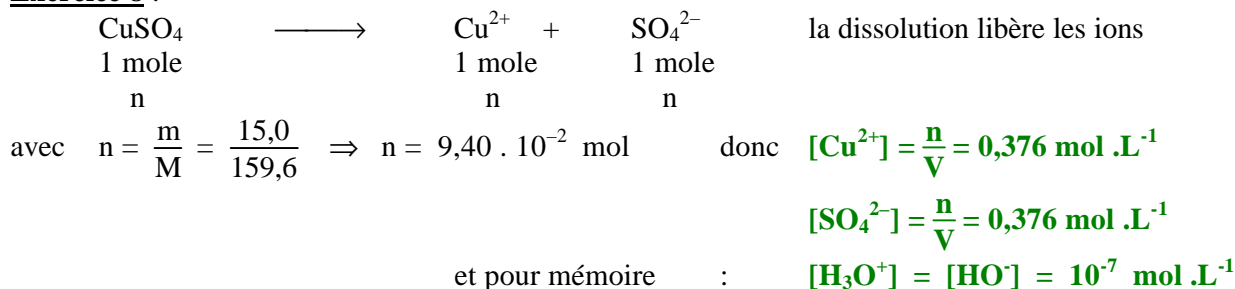 CuSO₄ ⟶ Cu²⁺ + SO₄²⁻ la dissolution libère les ions
1 mole 1 mole 1 mole
n n n
avec n = m/M = 15,0/159,6 ⇒ n = 9,40 . 10⁻² mol donc [Cu²⁺] = n/V = 0,376 mol .L⁻¹
[SO₄²⁻] = n/V = 0,376 mol .L⁻¹
et pour mémoire : [H₃O⁺] = [HO⁻] = 10⁻⁷ mol .L⁻¹